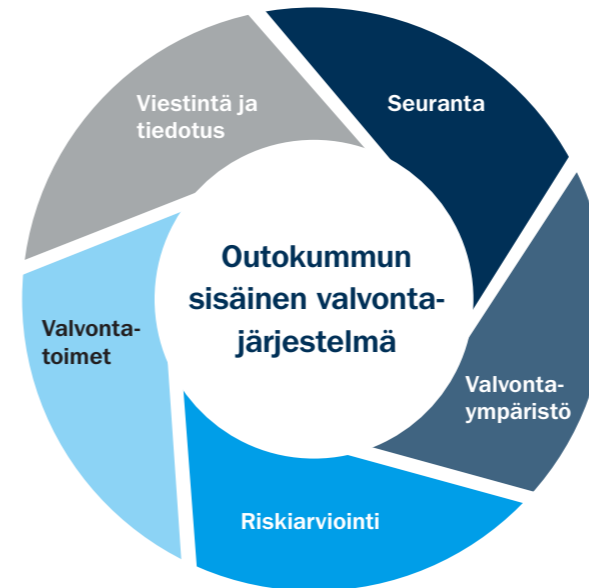 Viestintä ja
tiedotus
Seuranta
Outokummun
sisäinen valvonta-
järjestelmä
Valvonta-
toimet
Valvonta-
ympäristö
Riskiarviointi